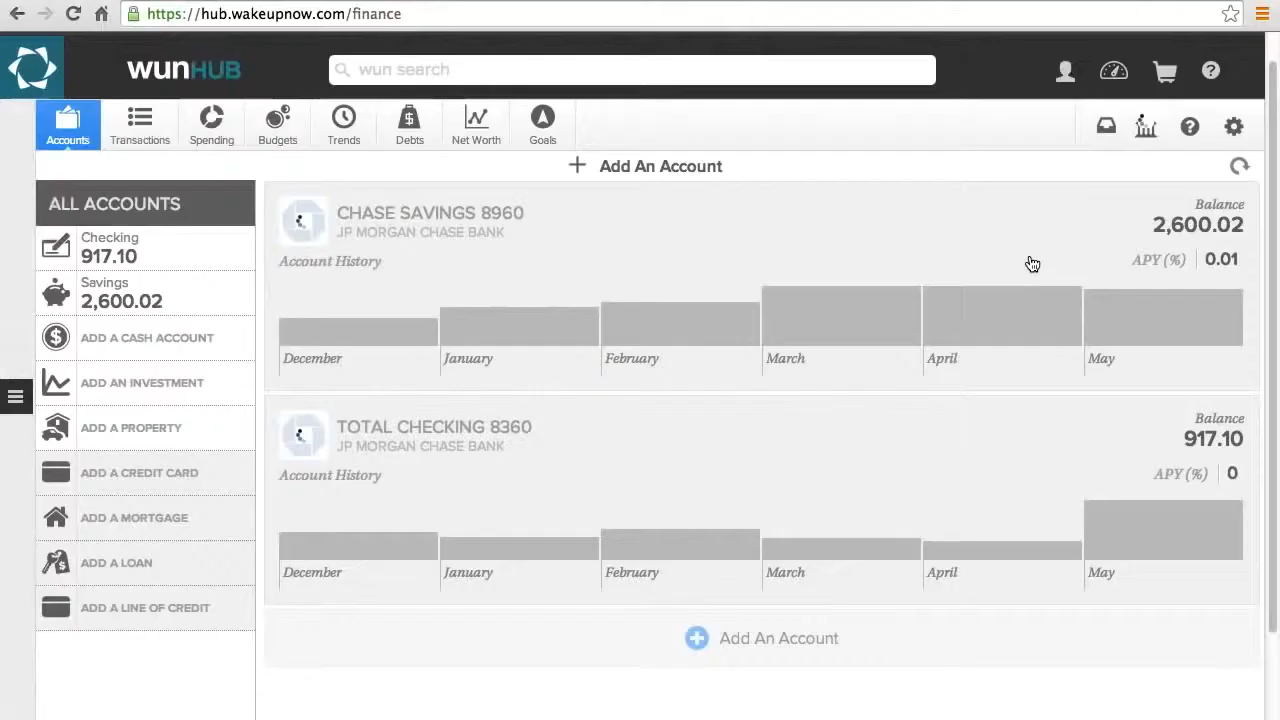 https://hub.wakeupnow.com/finance
wunHUB
wun search
Accounts
Transactions
Spending
Budgets
Trends
Debts
Net Worth
Goals
+ Add An Account
ALL ACCOUNTS
Checking
917.10
Savings
2,600.02
ADD A CASH ACCOUNT
ADD AN INVESTMENT
ADD A PROPERTY
ADD A CREDIT CARD
ADD A MORTGAGE
ADD A LOAN
ADD A LINE OF CREDIT
CHASE SAVINGS 8960
JP MORGAN CHASE BANK
Account History
Balance
2,600.02
APY (%) 0.01
December
January
February
March
April
May
TOTAL CHECKING 8360
JP MORGAN CHASE BANK
Account History
Balance
917.10
APY (%) 0
December
January
February
March
April
May
Add An Account